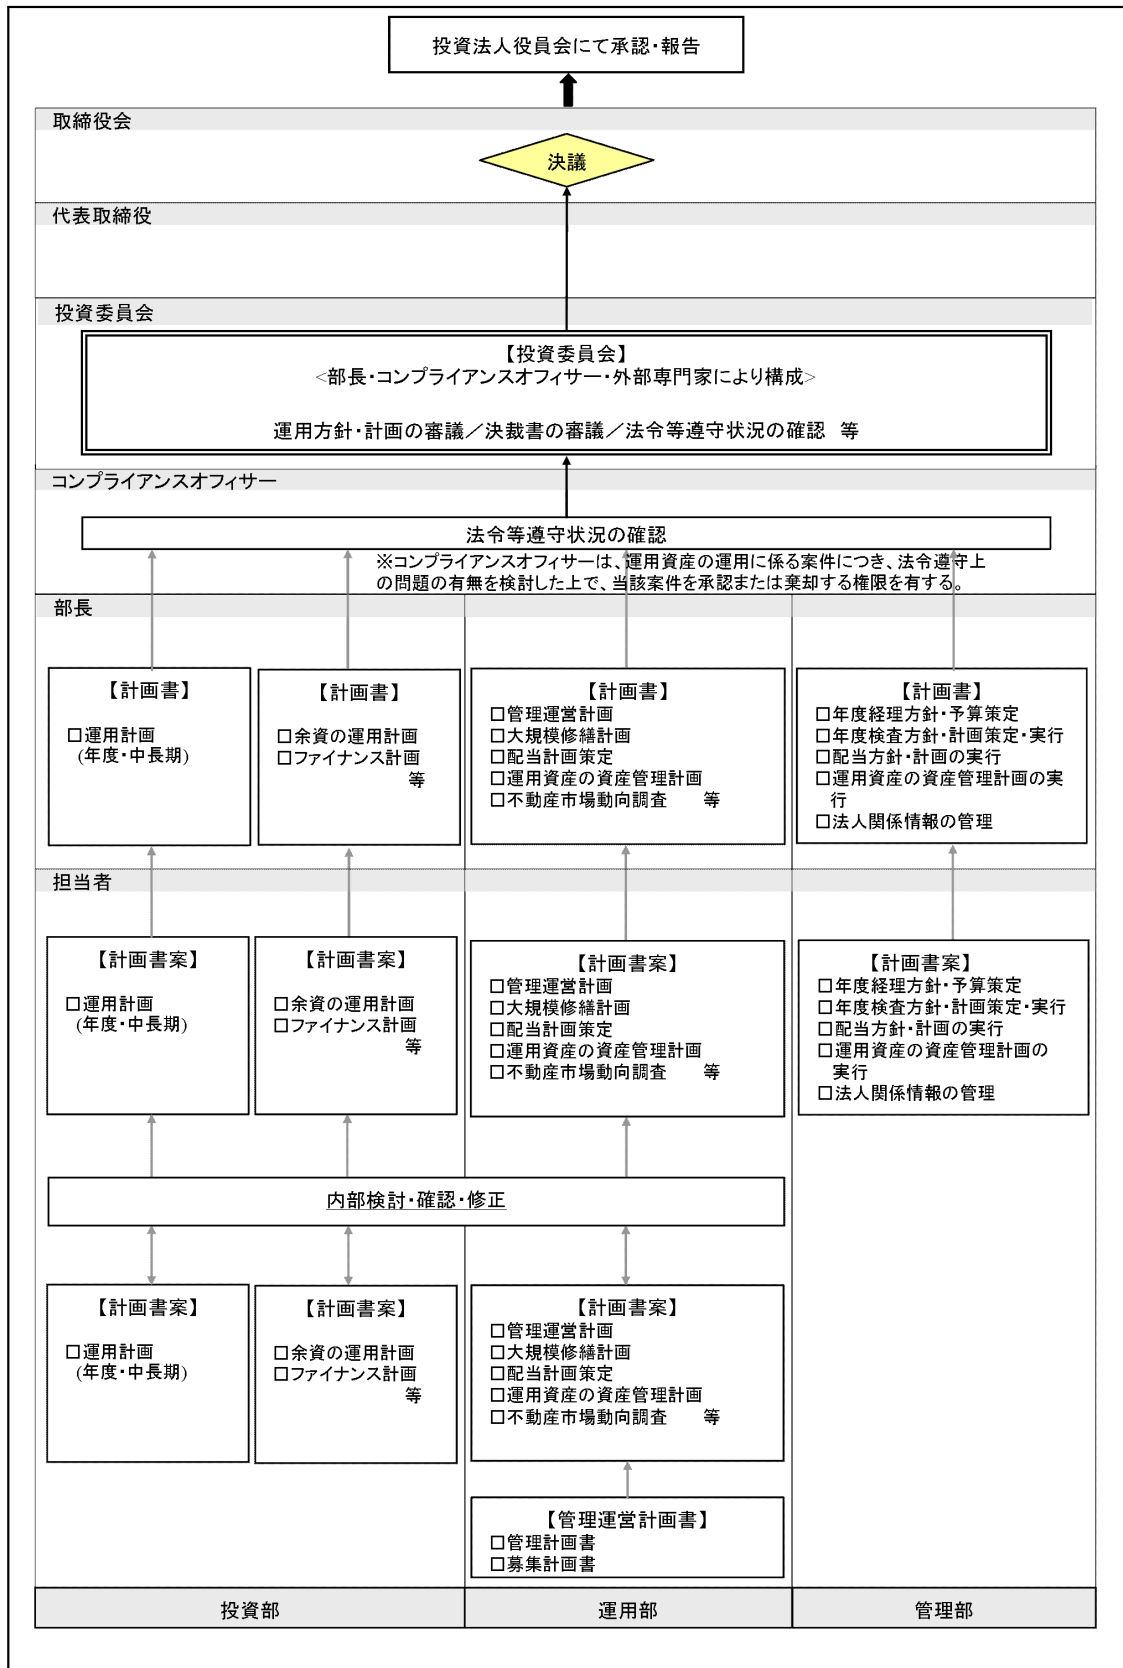 投資法人役員会にて承認・報告
取締役会
決議
代表取締役
投資委員会
【投資委員会】
<部長・コンプライアンスオフィサー・外部専門家により構成>
運用方針・計画の審議／決裁書の審議／法令等遵守状況の確認 等
コンプライアンスオフィサー
法令等遵守状況の確認
※コンプライアンスオフィサーは、運用資産の運用に係る案件につき、法令遵守上
の問題の有無を検討した上で、当該案件を承認または棄却する権限を有する。
部長
【計画書】
□運用計画
(年度・中長期)
【計画書】
□余資の運用計画
□ファイナンス計画
等
【計画書】
□管理運営計画
□大規模修繕計画
□配当計画策定
□運用資産の資産管理計画
□不動産市場動向調査 等
【計画書】
□年度経理方針・予算策定
□年度検査方針・計画策定・実行
□配当方針・計画の実行
□運用資産の資産管理計画の実
行
□法人関係情報の管理
担当者
【計画書案】
□運用計画
(年度・中長期)
【計画書案】
□余資の運用計画
□ファイナンス計画
等
【計画書案】
□管理運営計画
□大規模修繕計画
□配当計画策定
□運用資産の資産管理計画
□不動産市場動向調査 等
【計画書案】
□年度経理方針・予算策定
□年度検査方針・計画策定・実行
□配当方針・計画の実行
□運用資産の資産管理計画の
実行
□法人関係情報の管理
内部検討・確認・修正
【計画書案】
□運用計画
(年度・中長期)
【計画書案】
□余資の運用計画
□ファイナンス計画
等
【計画書案】
□管理運営計画
□大規模修繕計画
□配当計画策定
□運用資産の資産管理計画
□不動産市場動向調査 等
【管理運営計画書】
□管理計画書
□募集計画書
投資部
運用部
管理部